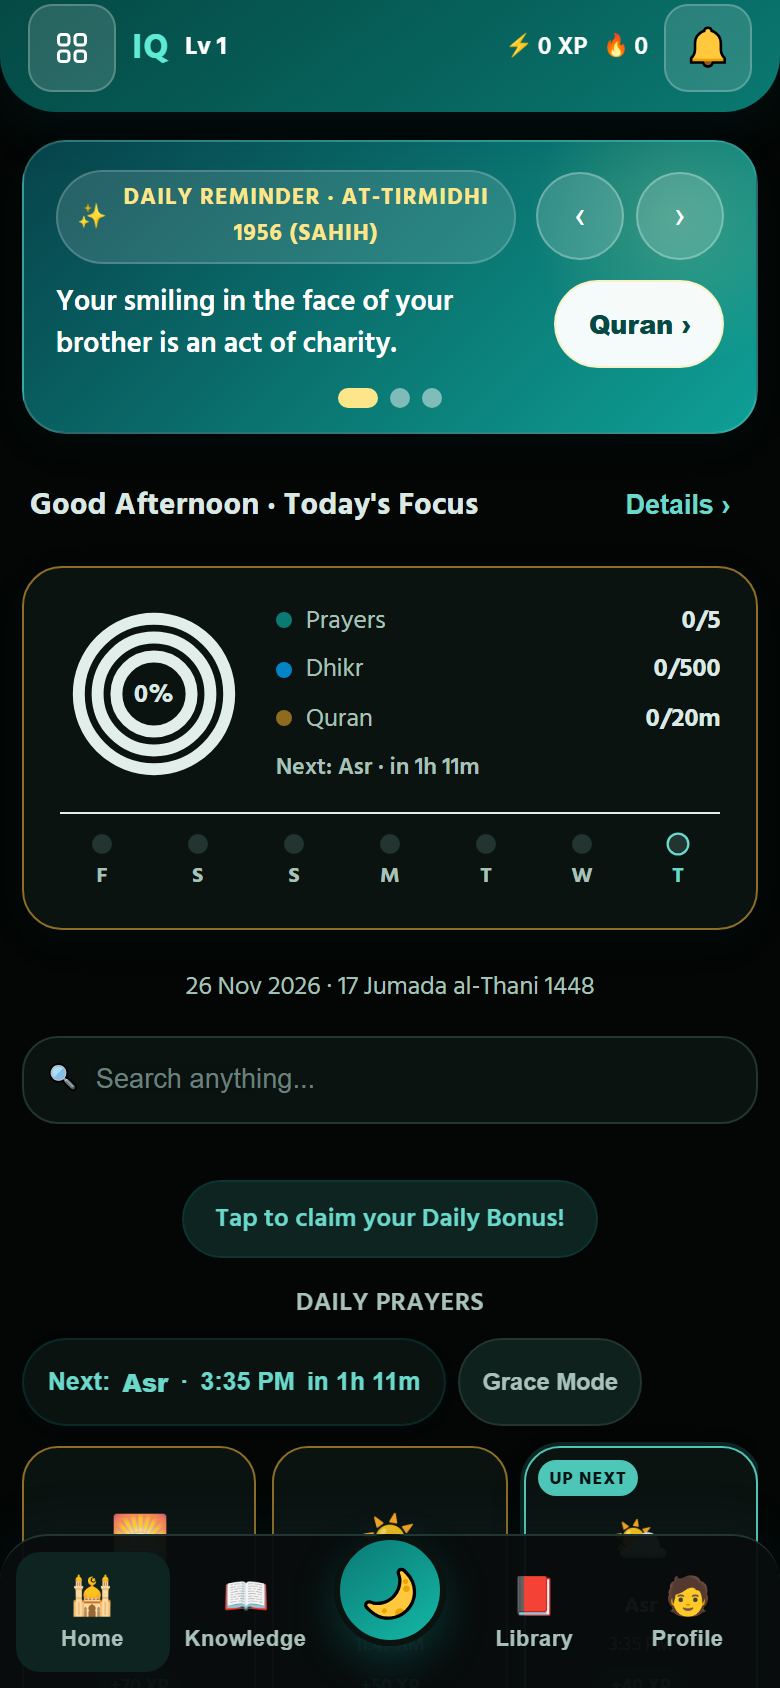 IQ Lv 1 ⚡ 0 XP 🔥 0
✨ DAILY REMINDER · AT-TIRMIDHI
1956 (SAHIH)
‹ ›
Your smiling in the face of your
brother is an act of charity.
Quran ›
Good Afternoon · Today's Focus
Details ›
0%
Prayers 0/5
Dhikr 0/500
Quran 0/20m
Next: Asr · in 1h 11m
F S S M T W T
26 Nov 2026 · 17 Jumada al-Thani 1448
Search anything...
Tap to claim your Daily Bonus!
DAILY PRAYERS
Next: Asr · 3:35 PM in 1h 11m
Grace Mode
UP NEXT
Asr
3:35 PM
Home
Knowledge
Library
Profile